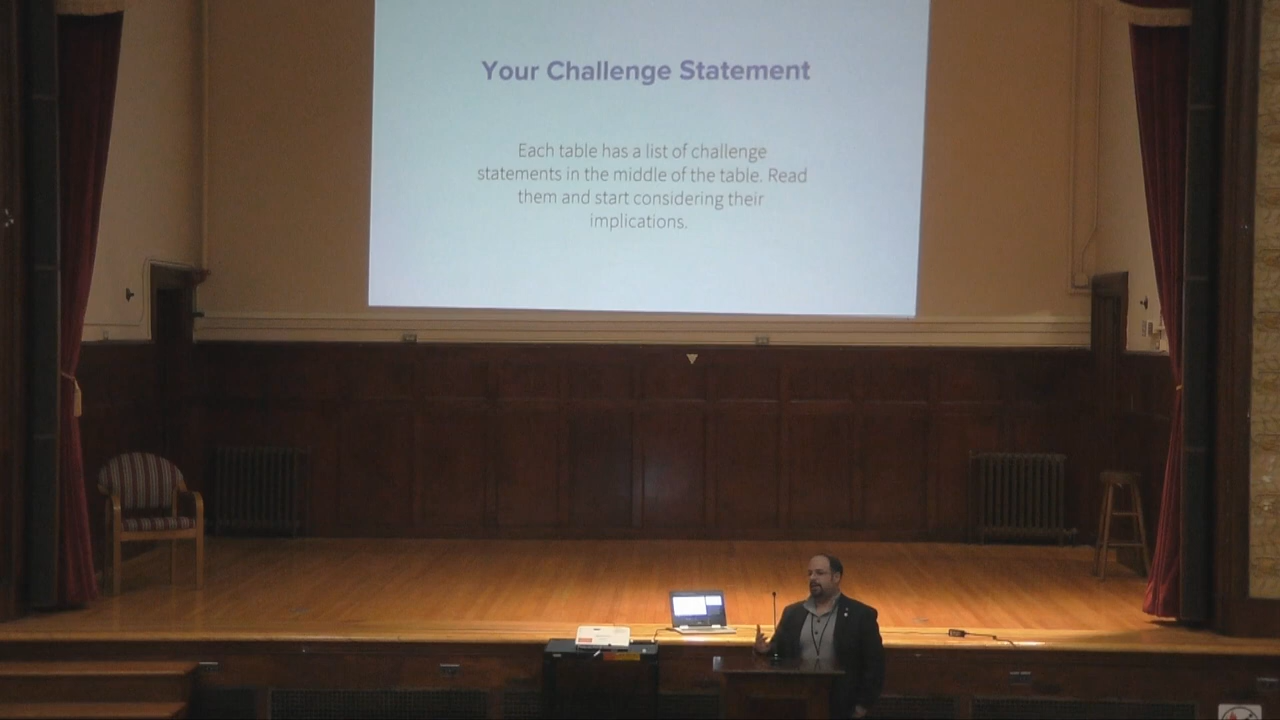 Your Challenge Statement
Each table has a list of challenge
statements in the middle of the table. Read
them and start considering their
implications.